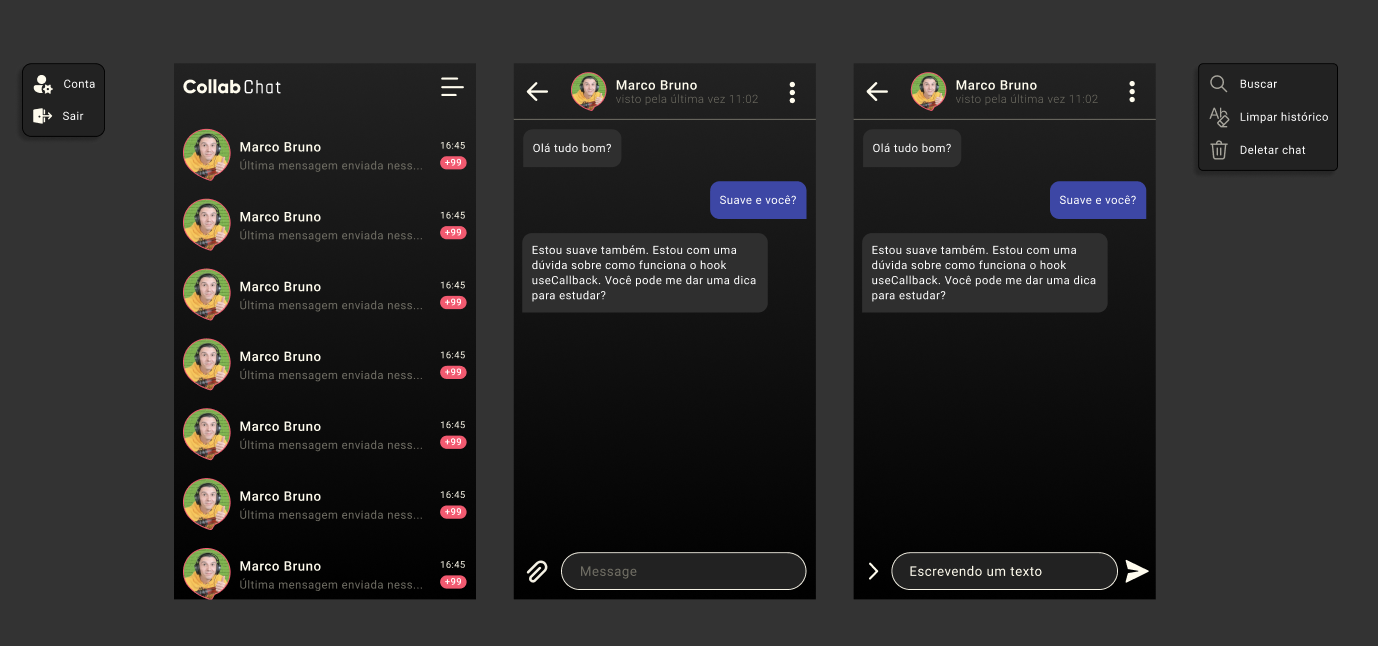 Conta
Sair
CollabChat
Marco Bruno
16:45
Última mensagem enviada ness...
+99
Marco Bruno
16:45
Última mensagem enviada ness...
+99
Marco Bruno
16:45
Última mensagem enviada ness...
+99
Marco Bruno
16:45
Última mensagem enviada ness...
+99
Marco Bruno
16:45
Última mensagem enviada ness...
+99
Marco Bruno
16:45
Última mensagem enviada ness...
+99
Marco Bruno
16:45
Última mensagem enviada ness...
+99
Marco Bruno
visto pela última vez 11:02
Olá tudo bom?
Suave e você?
Estou suave também. Estou com uma
dúvida sobre como funciona o hook
useCallback. Você pode me dar uma dica
para estudar?
Message
Marco Bruno
visto pela última vez 11:02
Olá tudo bom?
Suave e você?
Estou suave também. Estou com uma
dúvida sobre como funciona o hook
useCallback. Você pode me dar uma dica
para estudar?
Escrevendo um texto
Buscar
Limpar histórico
Deletar chat